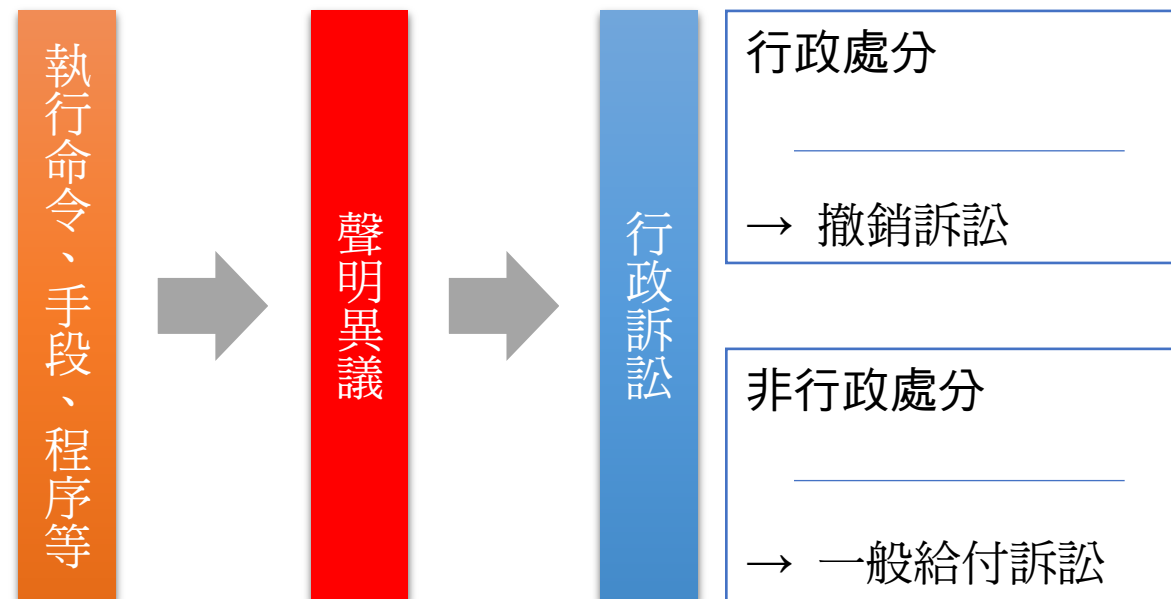 執行命令、手段、程序等
聲明異議
行政訴訟
行政處分
→ 撤銷訴訟
非行政處分
→ 一般給付訴訟